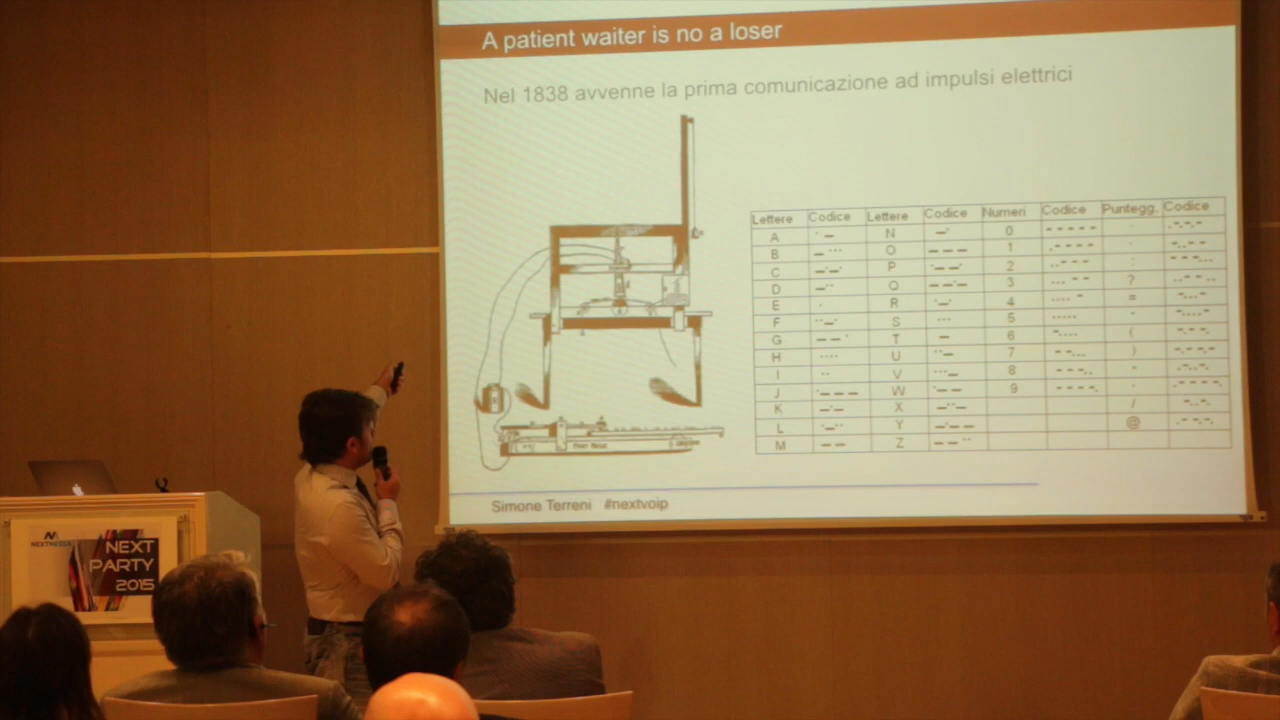 A patient waiter is no a loser
Nel 1838 avvenne la prima comunicazione ad impulsi elettrici
Lettere Codice Lettere Codice Numeri Codice Puntegg. Codice
A ·— N —· 0 ----- . ·-·-·-
B —··· O ——— 1 ·----
C —·—· P ·——· 2 ··--- :
D —·· Q ——·— 3 ···-- ? ··--··
E · R ·—· 4 ····- =
F ··—· S ··· 5 ·····
G ——· T — 6 -···· (
H ···· U ··— 7 --··· )
I ·· V ···— 8 ---··
J ·——— W ·—— 9 ----·
K —·— X —··— /
L ·—·· Y —·—— @
M —— Z ——··
Simone Terreni #nextvoip
NEXTMEDIA
NEXT
PARTY
2015